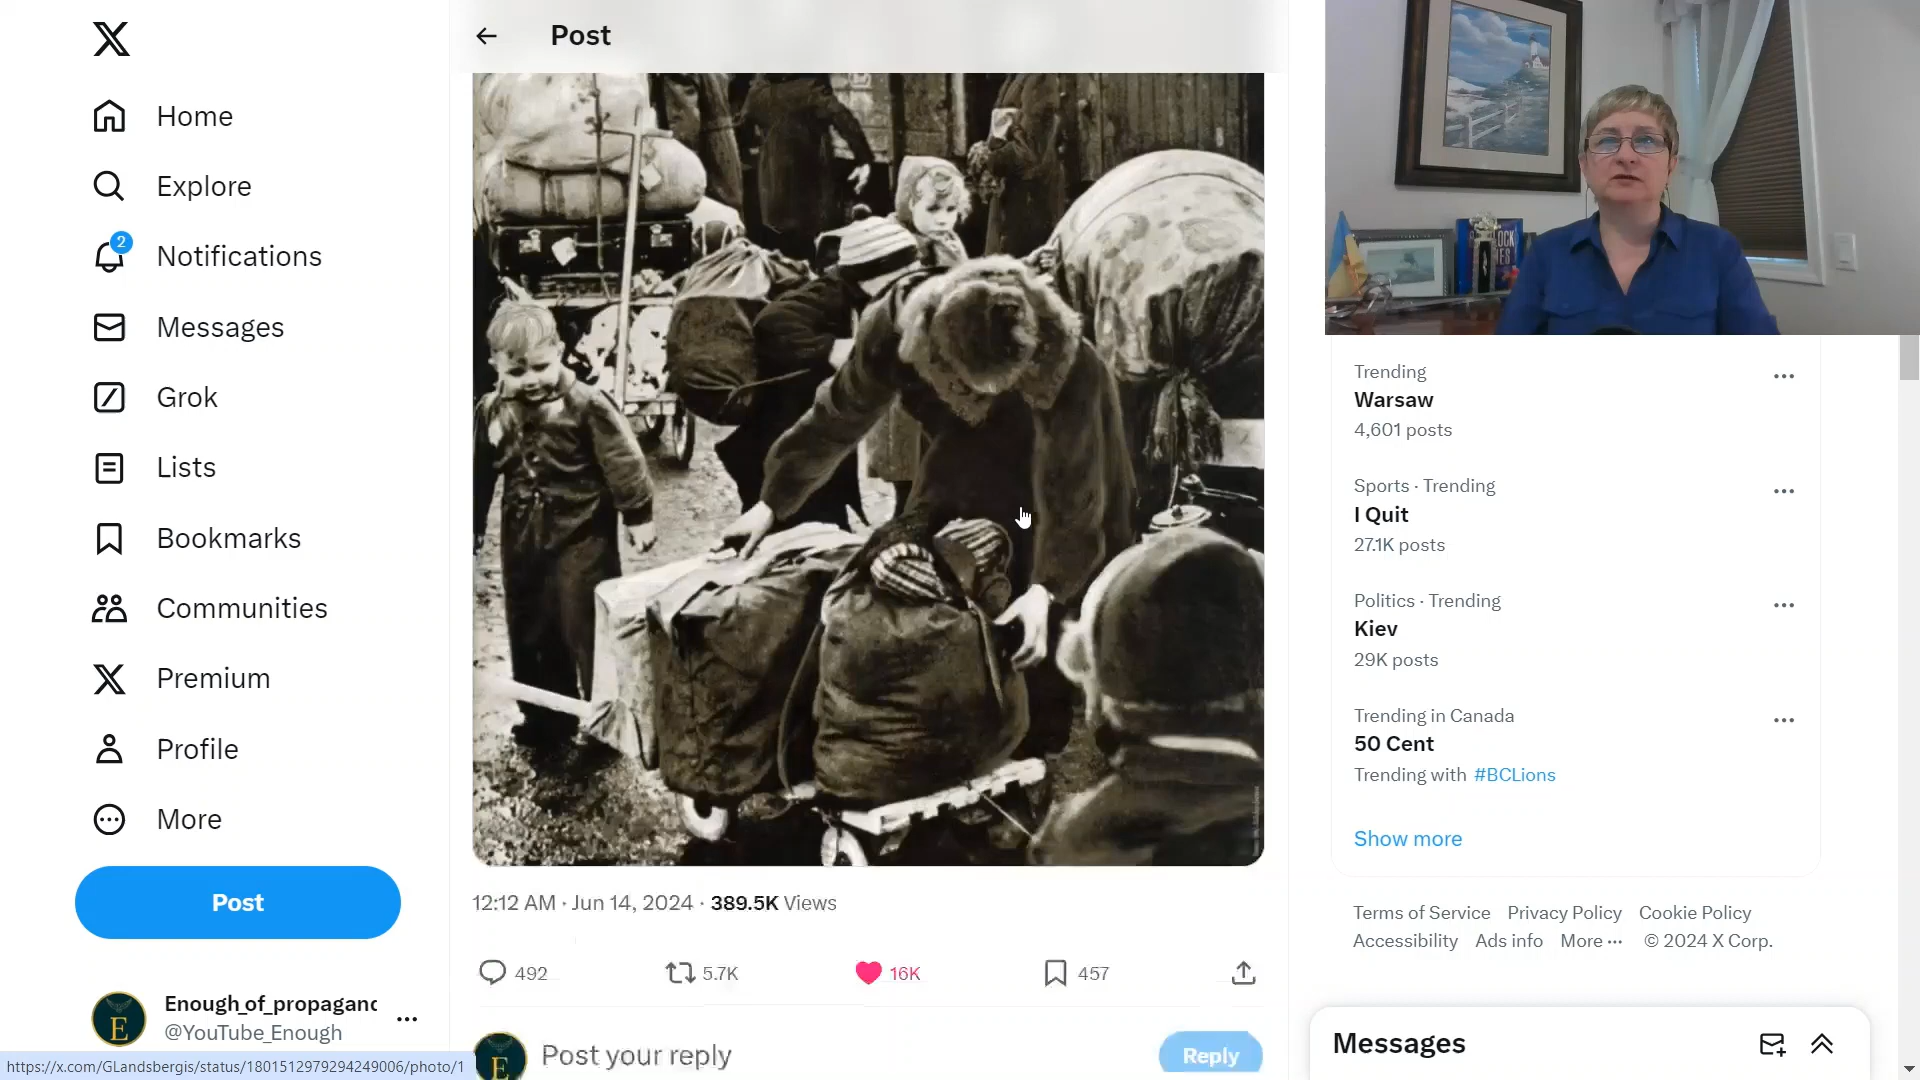 Post
Home
Explore
2
Notifications
Messages
Grok
Lists
Bookmarks
Communities
Premium
Profile
More
Post
Enough_of_propagand
@YouTube_Enough
https://x.com/GLandsbergis/status/1801512979294249006/photo/1
12:12 AM · Jun 14, 2024 · 389.5K Views
492
5.7K
16K
457
E
Post your reply
Reply
Trending
Warsaw
4,601 posts
Sports · Trending
I Quit
27.1K posts
Politics · Trending
Kiev
29K posts
Trending in Canada
50 Cent
Trending with #BCLions
Show more
Terms of Service Privacy Policy Cookie Policy
Accessibility Ads info More ··· © 2024 X Corp.
Messages